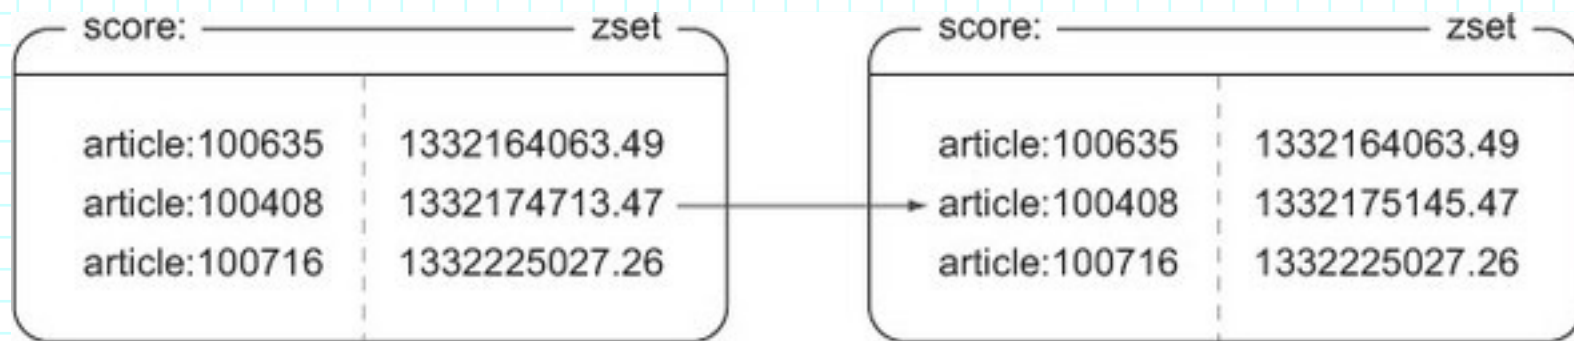 score: zset
article:100635 1332164063.49
article:100408 1332174713.47
article:100716 1332225027.26
score: zset
article:100635 1332164063.49
article:100408 1332175145.47
article:100716 1332225027.26